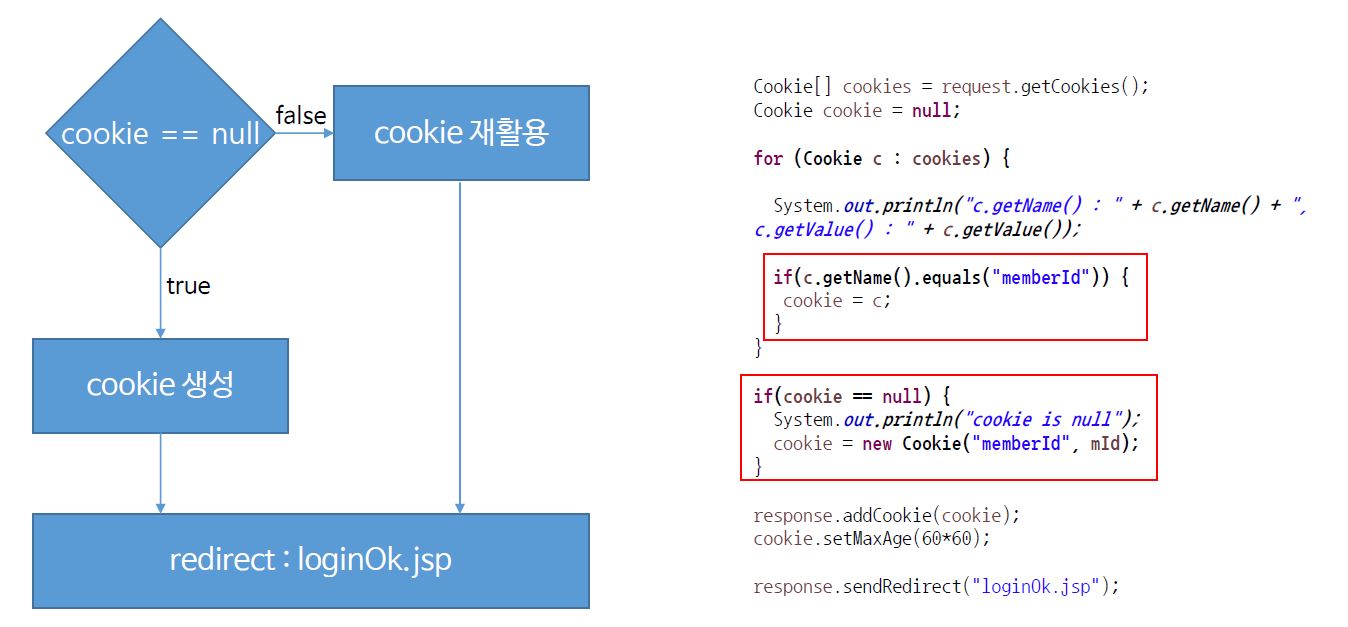 cookie == null
false
cookie 재활용
true
cookie 생성
redirect : loginOk.jsp
Cookie[] cookies = request.getCookies();
Cookie cookie = null;
for (Cookie c : cookies) {
System.out.println("c.getName() : " + c.getName() + ",
c.getValue() : " + c.getValue());
if(c.getName().equals("memberId")) {
cookie = c;
}
}
if(cookie == null) {
System.out.println("cookie is null");
cookie = new Cookie("memberId", mId);
}
response.addCookie(cookie);
cookie.setMaxAge(60*60);
response.sendRedirect("loginOk.jsp");